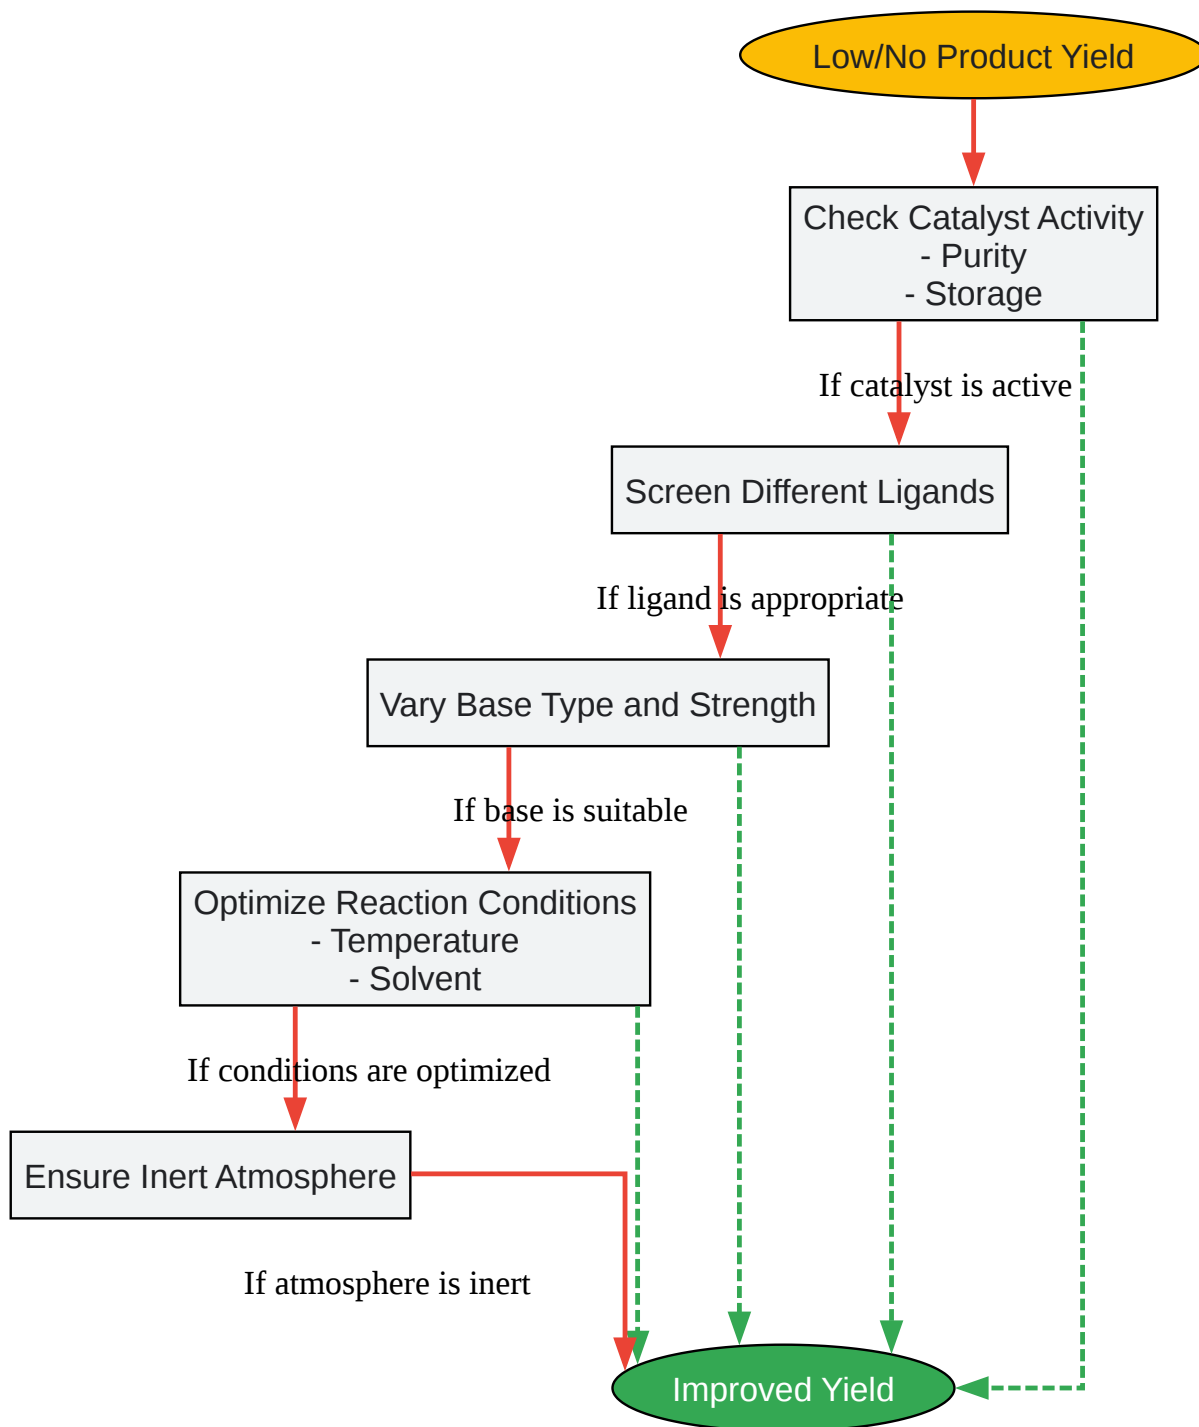 Low/No Product Yield
Check Catalyst Activity
- Purity
- Storage
If catalyst is active
Screen Different Ligands
If ligand is appropriate
Vary Base Type and Strength
If base is suitable
Optimize Reaction Conditions
- Temperature
- Solvent
If conditions are optimized
Ensure Inert Atmosphere
If atmosphere is inert
Improved Yield